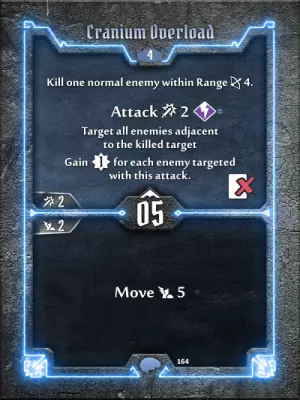 Cranium Overload
4
Kill one normal enemy within Range 4.
Attack 2
Target all enemies adjacent
to the killed target
Gain 1 for each enemy targeted
with this attack.
2
05
2
Move 5
164